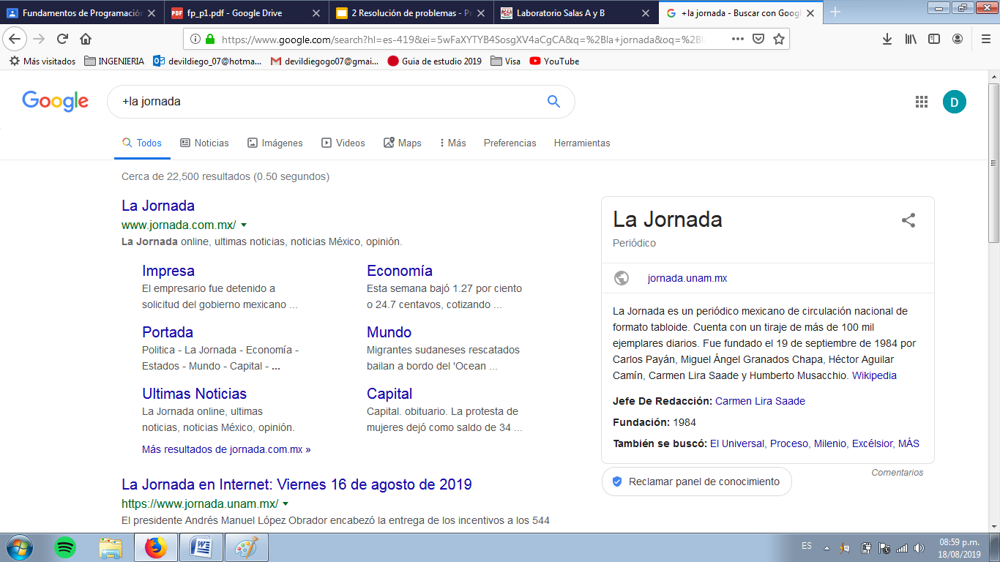 Fundamentos de Programación
fp_p1.pdf - Google Drive
2 Resolución de problemas - Pr
Laboratorio Salas A y B
+la jornada - Buscar con Googl
https://www.google.com/search?hl=es-419&ei=5wFaXYTYB4SosgXV4aCgCA&q=%2Bla+jornada&oq=%2Bla
Más visitados
INGENIERIA
devildiego_07@hotma...
devildiegogo07@gmai...
Guia de estudio 2019
Visa
YouTube
Google
+la jornada
D
Todos
Noticias
Imágenes
Videos
Maps
Más
Preferencias
Herramientas
Cerca de 22,500 resultados (0.50 segundos)
La Jornada
www.jornada.com.mx/
La Jornada online, ultimas noticias, noticias México, opinión.
Impresa
El empresario fue detenido a
solicitud del gobierno mexicano ...
Economía
Esta semana bajó 1.27 por ciento
o 24.7 centavos, cotizando ...
Portada
Politica - La Jornada - Economía -
Estados - Mundo - Capital - ...
Mundo
Migrantes sudaneses rescatados
bailan a bordo del 'Ocean ...
Ultimas Noticias
La Jornada online, ultimas
noticias, noticias México, opinión.
Capital
Capital. obituario. La protesta de
mujeres dejó como saldo de 34 ...
Más resultados de jornada.com.mx »
La Jornada en Internet: Viernes 16 de agosto de 2019
https://www.jornada.unam.mx/
El presidente Andrés Manuel López Obrador encabezó la entrega de los incentivos a los 544
La Jornada
Periódico
jornada.unam.mx
La Jornada es un periódico mexicano de circulación nacional de
formato tabloide. Cuenta con un tiraje de más de 100 mil
ejemplares diarios. Fue fundado el 19 de septiembre de 1984 por
Carlos Payán, Miguel Ángel Granados Chapa, Héctor Aguilar
Camín, Carmen Lira Saade y Humberto Musacchio. Wikipedia
Jefe De Redacción: Carmen Lira Saade
Fundación: 1984
También se buscó: El Universal, Proceso, Milenio, Excélsior, MÁS
Comentarios
Reclamar panel de conocimiento
ES
08:59 p.m.
18/08/2019